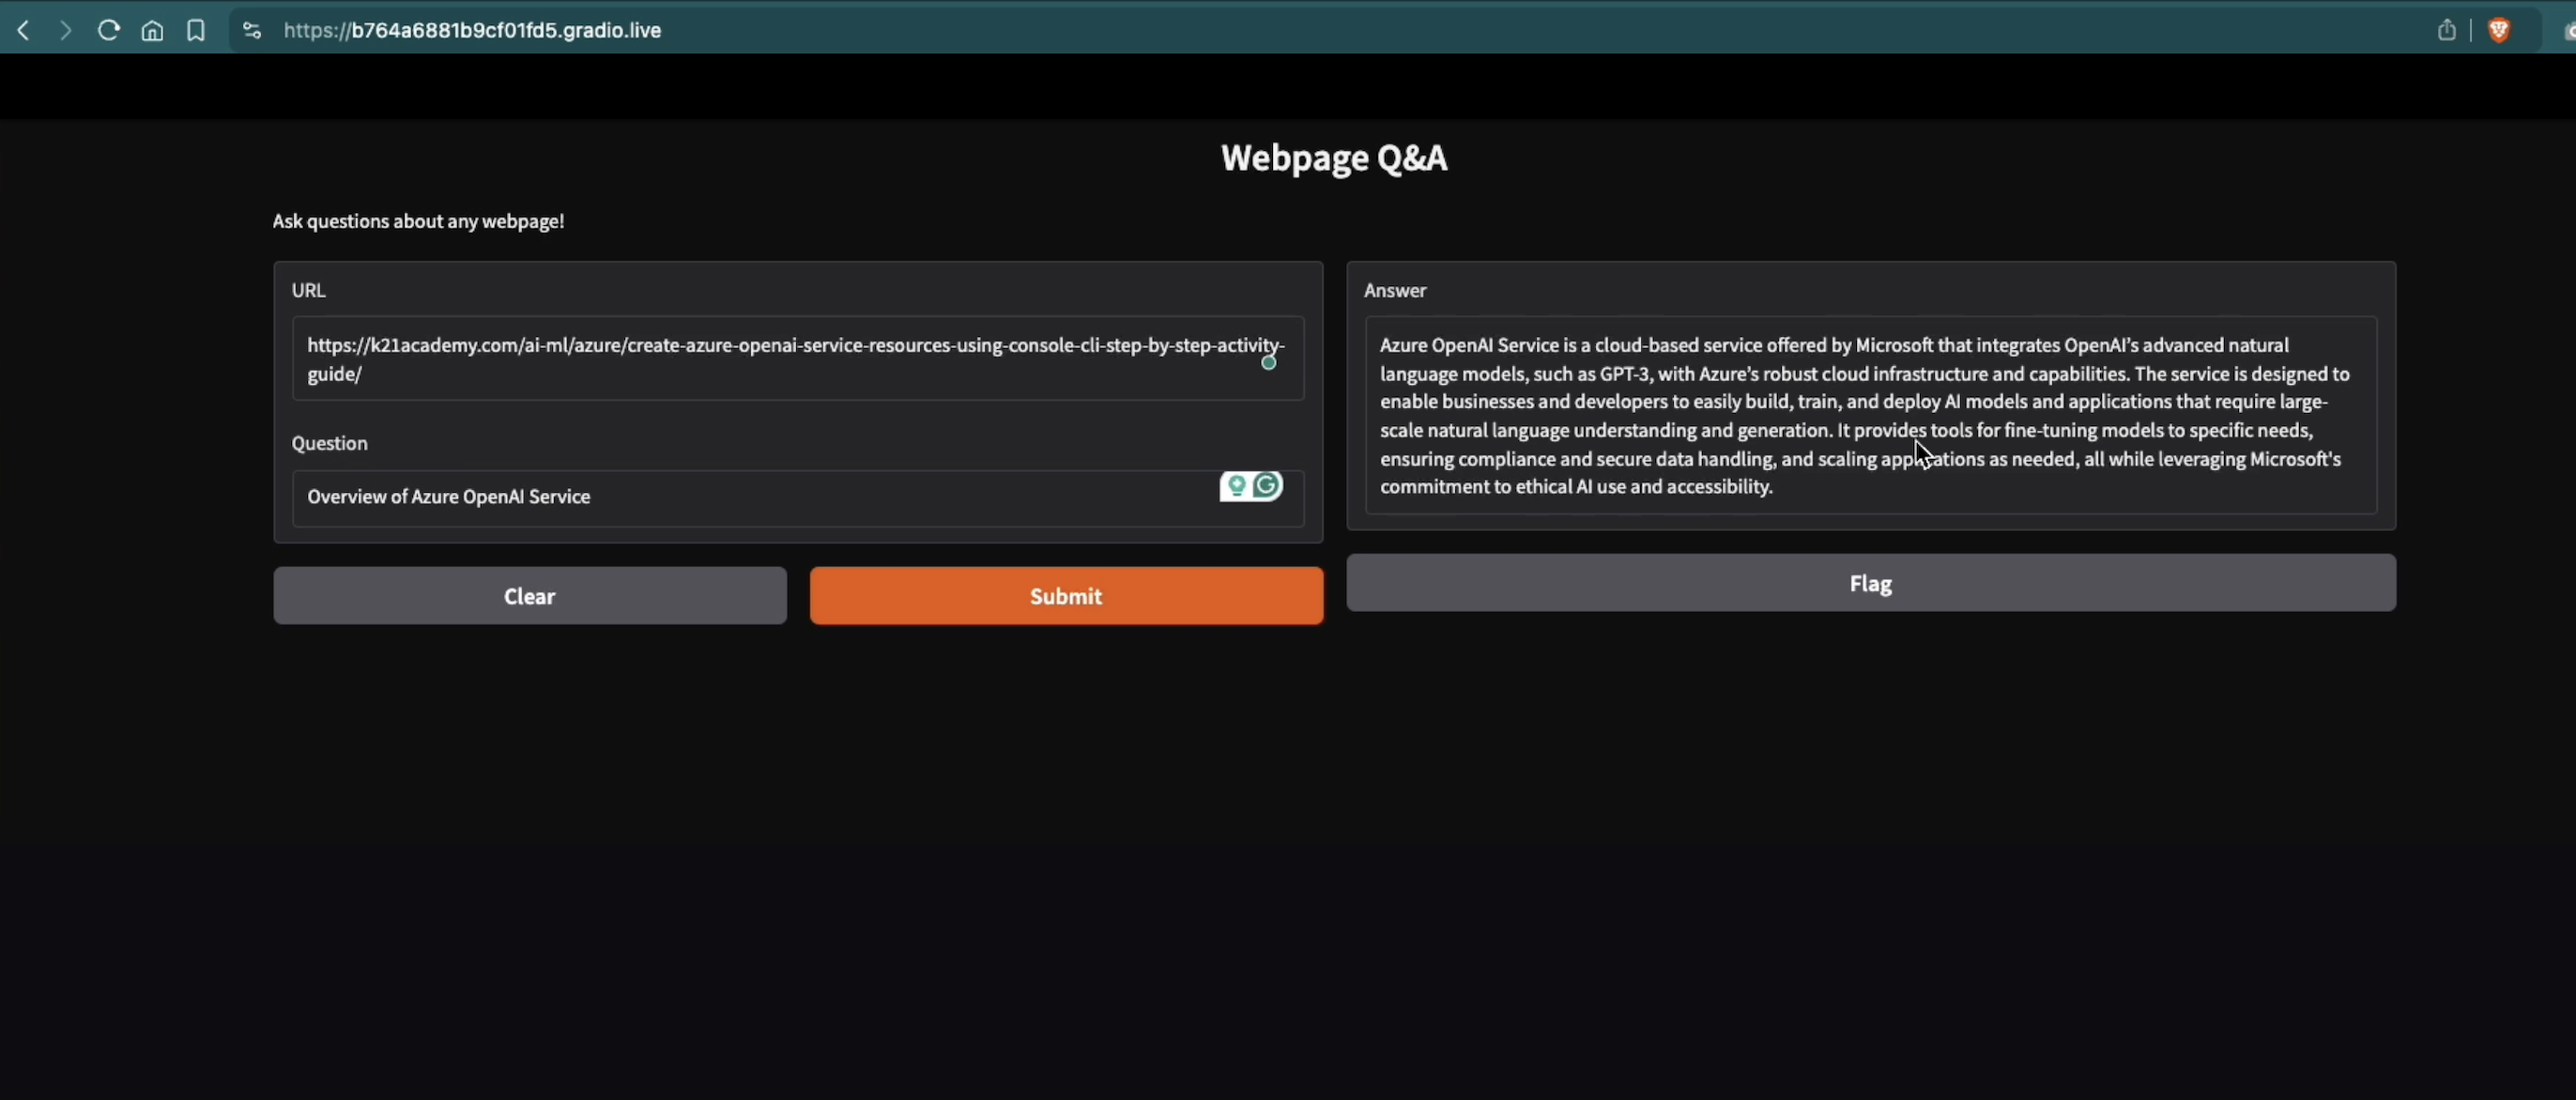 https://b764a6881b9cf01fd5.gradio.live
Webpage Q&A
Ask questions about any webpage!
URL
https://k21academy.com/ai-ml/azure/create-azure-openai-service-resources-using-console-cli-step-by-step-activity-
guide/
Question
Overview of Azure OpenAI Service
Clear
Submit
Answer
Azure OpenAI Service is a cloud-based service offered by Microsoft that integrates OpenAI’s advanced natural
language models, such as GPT-3, with Azure’s robust cloud infrastructure and capabilities. The service is designed to
enable businesses and developers to easily build, train, and deploy AI models and applications that require large-
scale natural language understanding and generation. It provides tools for fine-tuning models to specific needs,
ensuring compliance and secure data handling, and scaling applications as needed, all while leveraging Microsoft's
commitment to ethical AI use and accessibility.
Flag